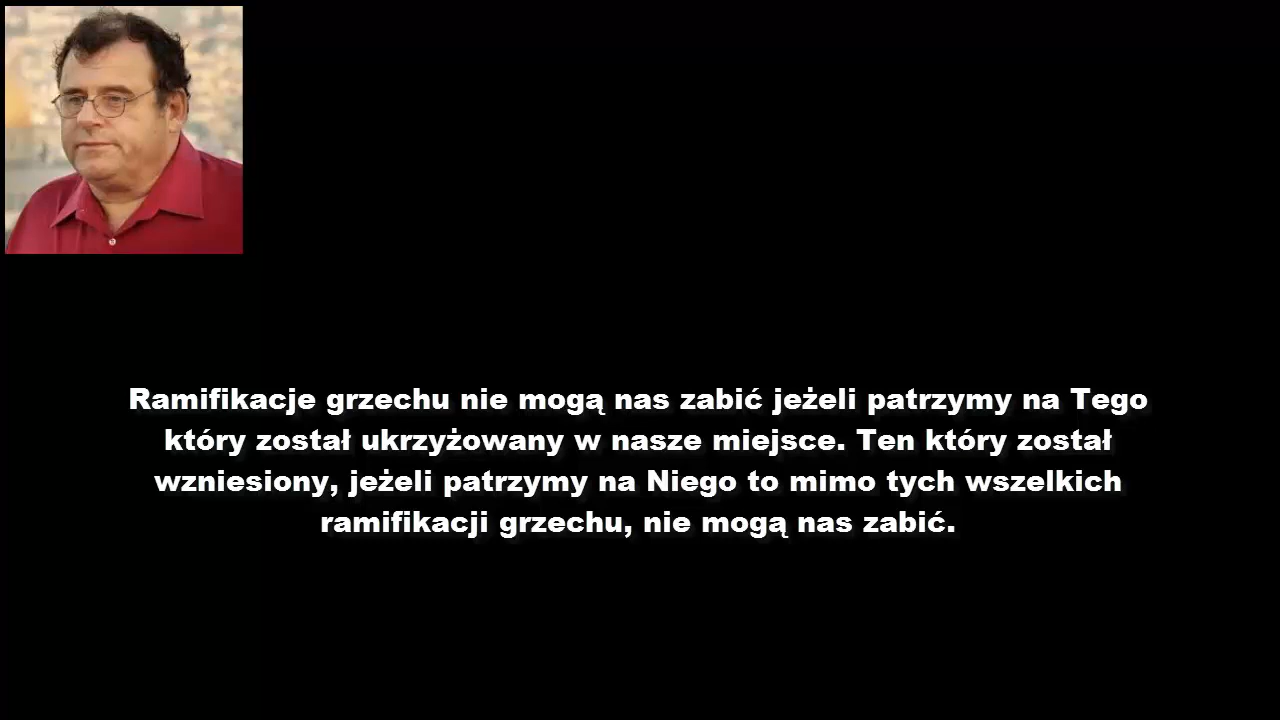 Ramifikacje grzechu nie mogą nas zabić jeżeli patrzymy na Tego
który został ukrzyżowany w nasze miejsce. Ten który został
wzniesiony, jeżeli patrzymy na Niego to mimo tych wszelkich
ramifikacji grzechu, nie mogą nas zabić.